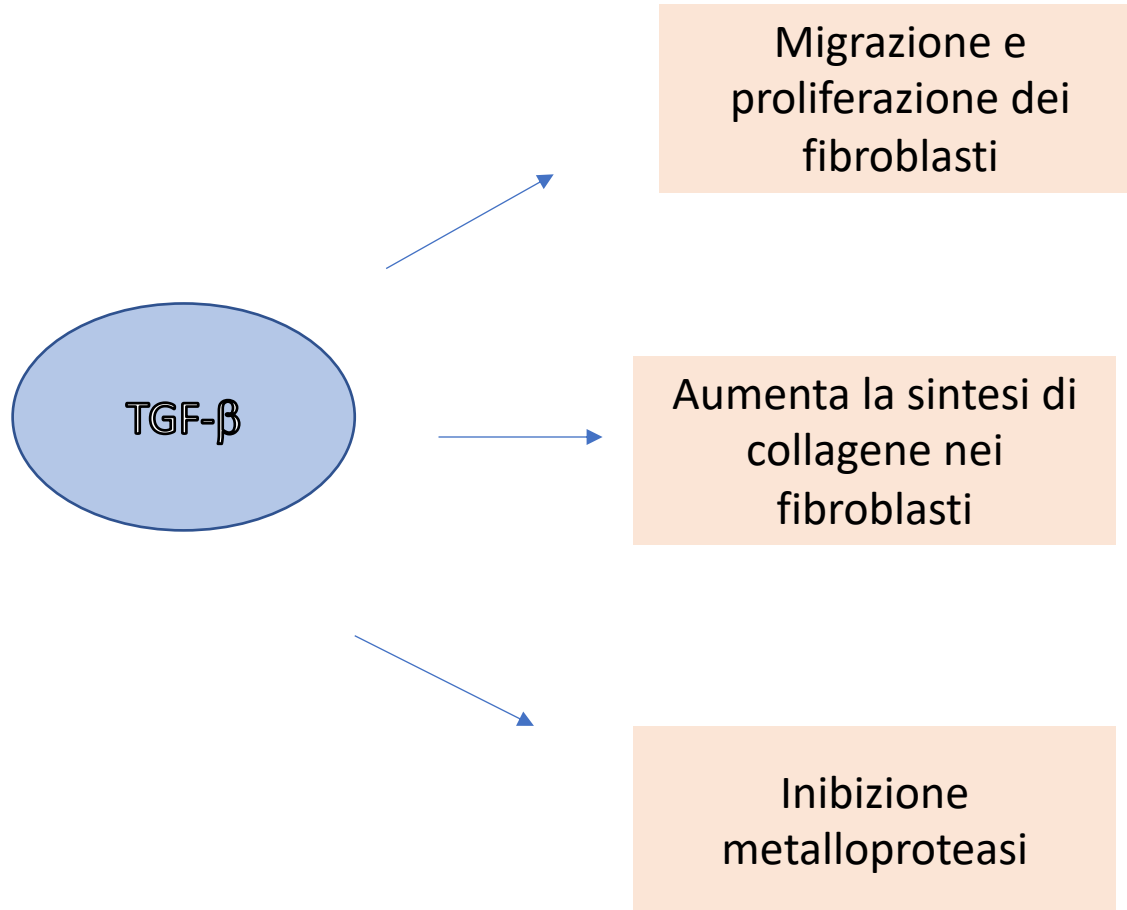 Migrazione e
proliferazione dei
fibroblasti
TGF-β
Aumenta la sintesi di
collagene nei
fibroblasti
Inibizione
metalloproteasi